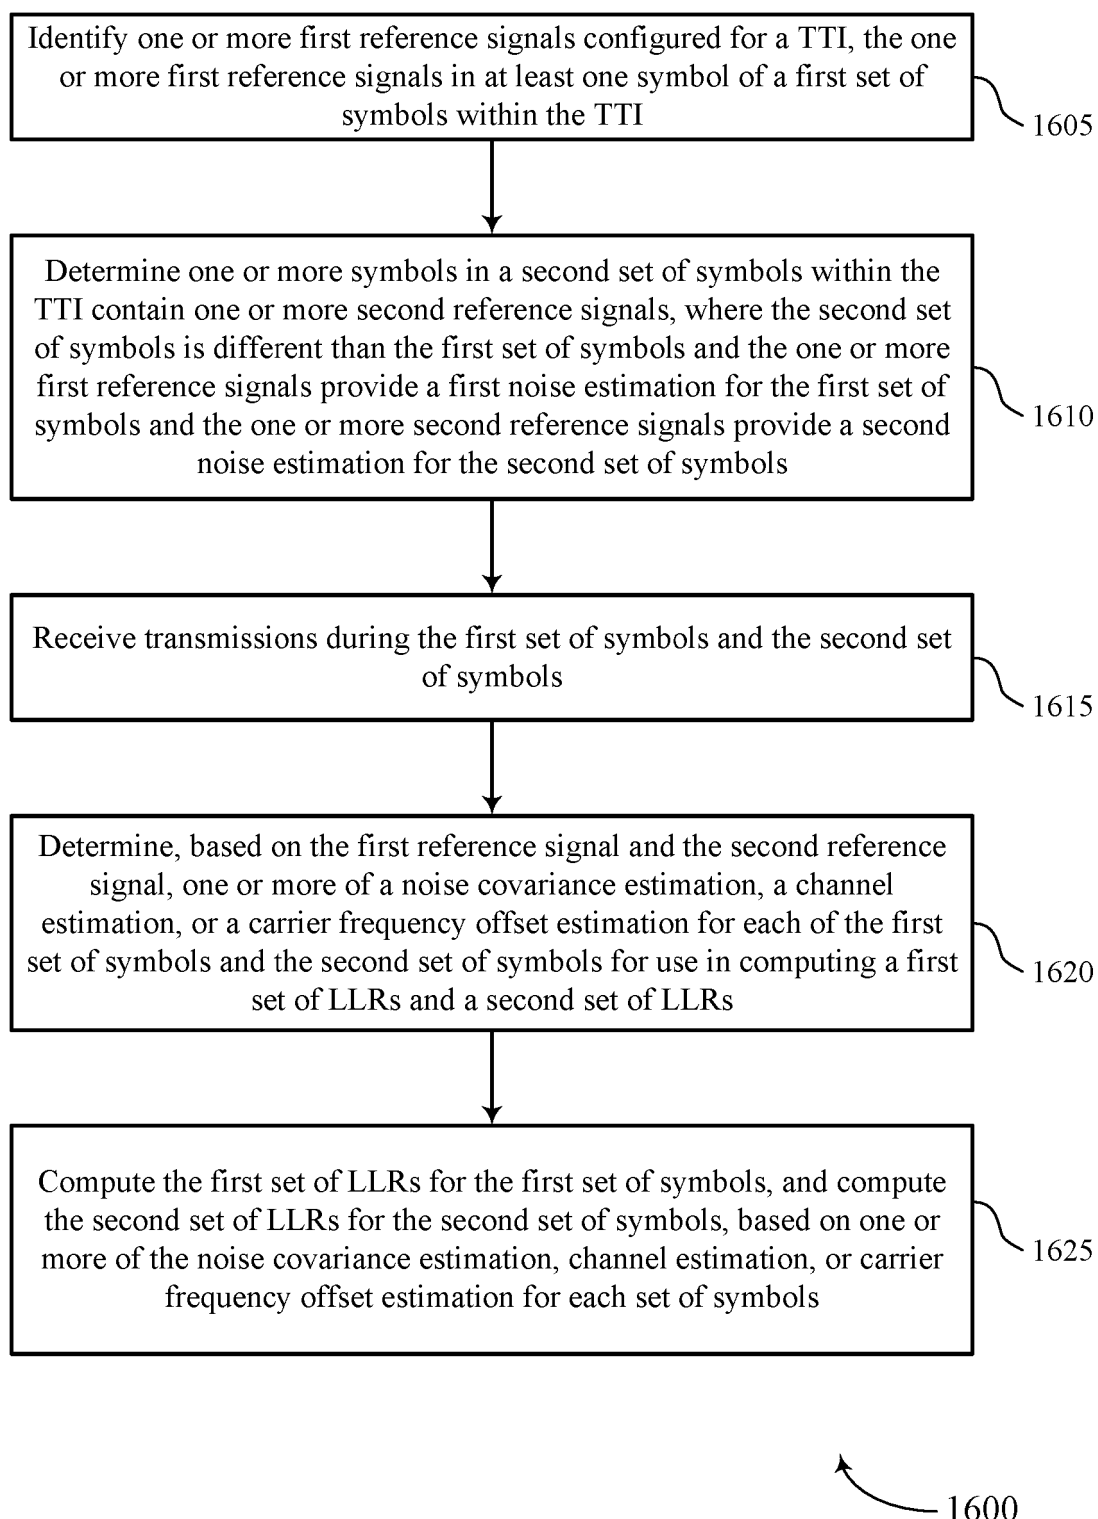 Identify one or more first reference signals configured for a TTI, the one
or more first reference signals in at least one symbol of a first set of
symbols within the TTI
1605
Determine one or more symbols in a second set of symbols within the
TTI contain one or more second reference signals, where the second set
of symbols is different than the first set of symbols and the one or more
first reference signals provide a first noise estimation for the first set of
symbols and the one or more second reference signals provide a second
noise estimation for the second set of symbols
1610
Receive transmissions during the first set of symbols and the second set
of symbols
1615
Determine, based on the first reference signal and the second reference
signal, one or more of a noise covariance estimation, a channel
estimation, or a carrier frequency offset estimation for each of the first
set of symbols and the second set of symbols for use in computing a first
set of LLRs and a second set of LLRs
1620
Compute the first set of LLRs for the first set of symbols, and compute
the second set of LLRs for the second set of symbols, based on one or
more of the noise covariance estimation, channel estimation, or carrier
frequency offset estimation for each set of symbols
1625
1600